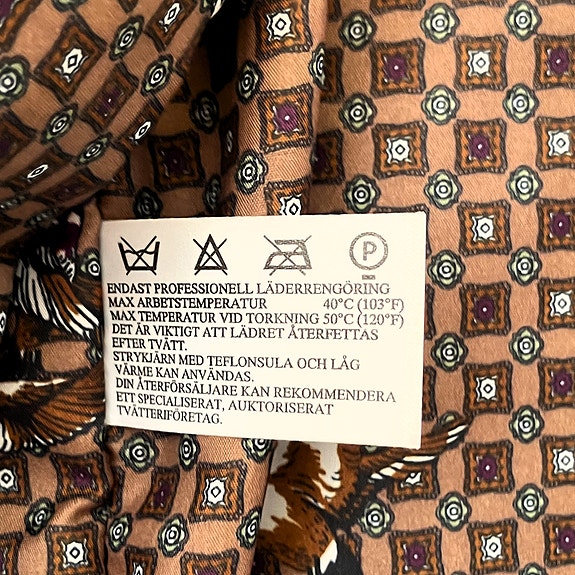 P
ENDAST PROFESSIONELL LÄDERRENGÖRING
MAX ARBETSTEMPERATUR 40°C (103°F)
MAX TEMPERATUR VID TORKNING 50°C (120°F)
DET ÄR VIKTIGT ATT LÄDRET ÅTERFETTAS
EFTER TVÄTT.
STRYKJÄRN MED TEFLONSULA OCH LÅG
VÄRME KAN ANVÄNDAS.
DIN ÅTERFÖRSÄLJARE KAN REKOMMENDERA
ETT SPECIALISERAT, AUKTORISERAT
TVÄTTERIFÖRETAG.